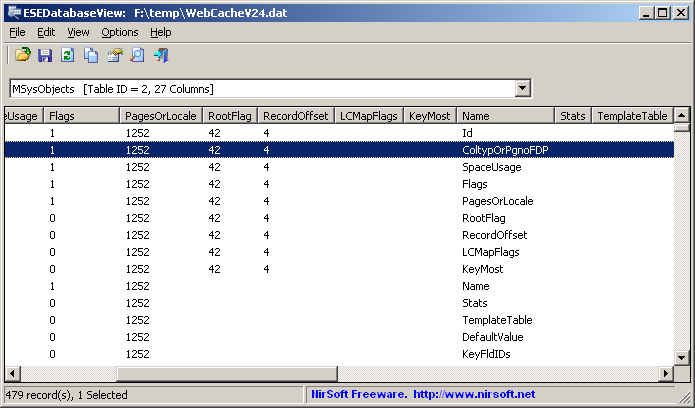 ESEDatabaseView: F:\temp\WebCacheV24.dat
File Edit View Options Help
MSysObjects [Table ID = 2, 27 Columns]
eUsage Flags PagesOrLocale RootFlag RecordOffset LCMapFlags KeyMost Name Stats TemplateTable
1 1252 42 4 Id
1 1252 42 4 ColtypOrPgnoFDP
1 1252 42 4 SpaceUsage
1 1252 42 4 Flags
1 1252 42 4 PagesOrLocale
0 1252 42 4 RootFlag
0 1252 42 4 RecordOffset
0 1252 42 4 LCMapFlags
0 1252 42 4 KeyMost
1 1252 Name
0 1252 Stats
0 1252 TemplateTable
0 1252 DefaultValue
0 1252 KeyFldIDs
479 record(s), 1 Selected NirSoft Freeware. http://www.nirsoft.net